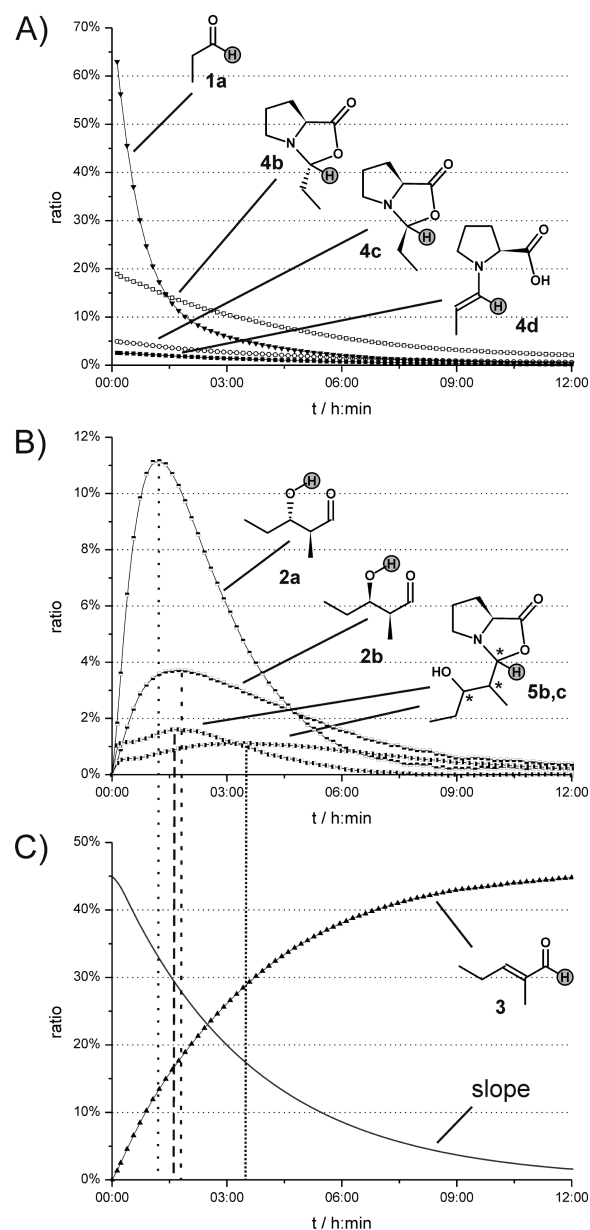 A)
70%
60%
50%
40%
30%
20%
10%
0%
ratio
O
H
1a
4b
N
O
O
H
4c
N
O
O
H
N
O
OH
H
4d
00:00 03:00 06:00 09:00 12:00
t / h:min
B)
12%
10%
8%
6%
4%
2%
0%
ratio
H
O O
2a
H
O O
2b
N
O
O
* H
HO
* *
5b,c
00:00 03:00 06:00 09:00 12:00
t / h:min
C)
50%
40%
30%
20%
10%
0%
ratio
O
H
3
slope
00:00 03:00 06:00 09:00 12:00
t / h:min